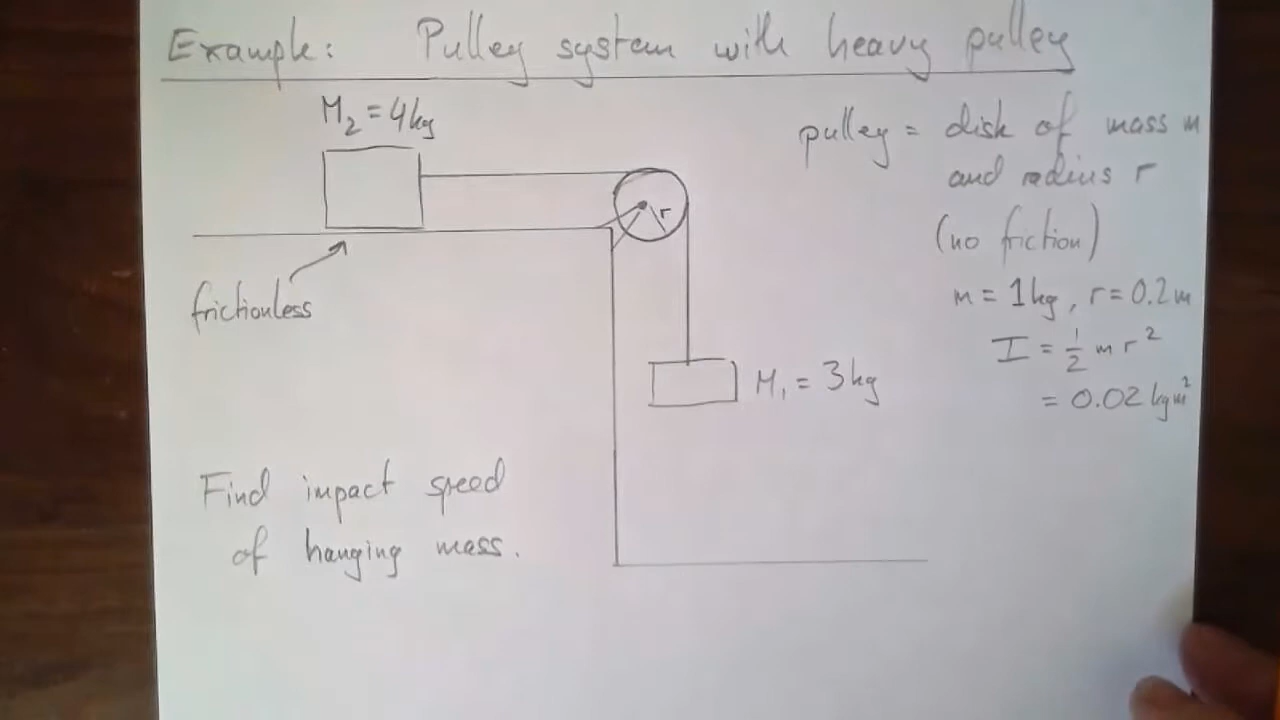 Example: Pulley system with heavy pulley
M₂ = 4kg
pulley = disk of mass m
and radius r
(no friction)
r
frictionless
m = 1kg, r = 0.2m
I = 1/2 m r²
= 0.02 kgm²
M₁ = 3kg
Find impact speed
of hanging mass.